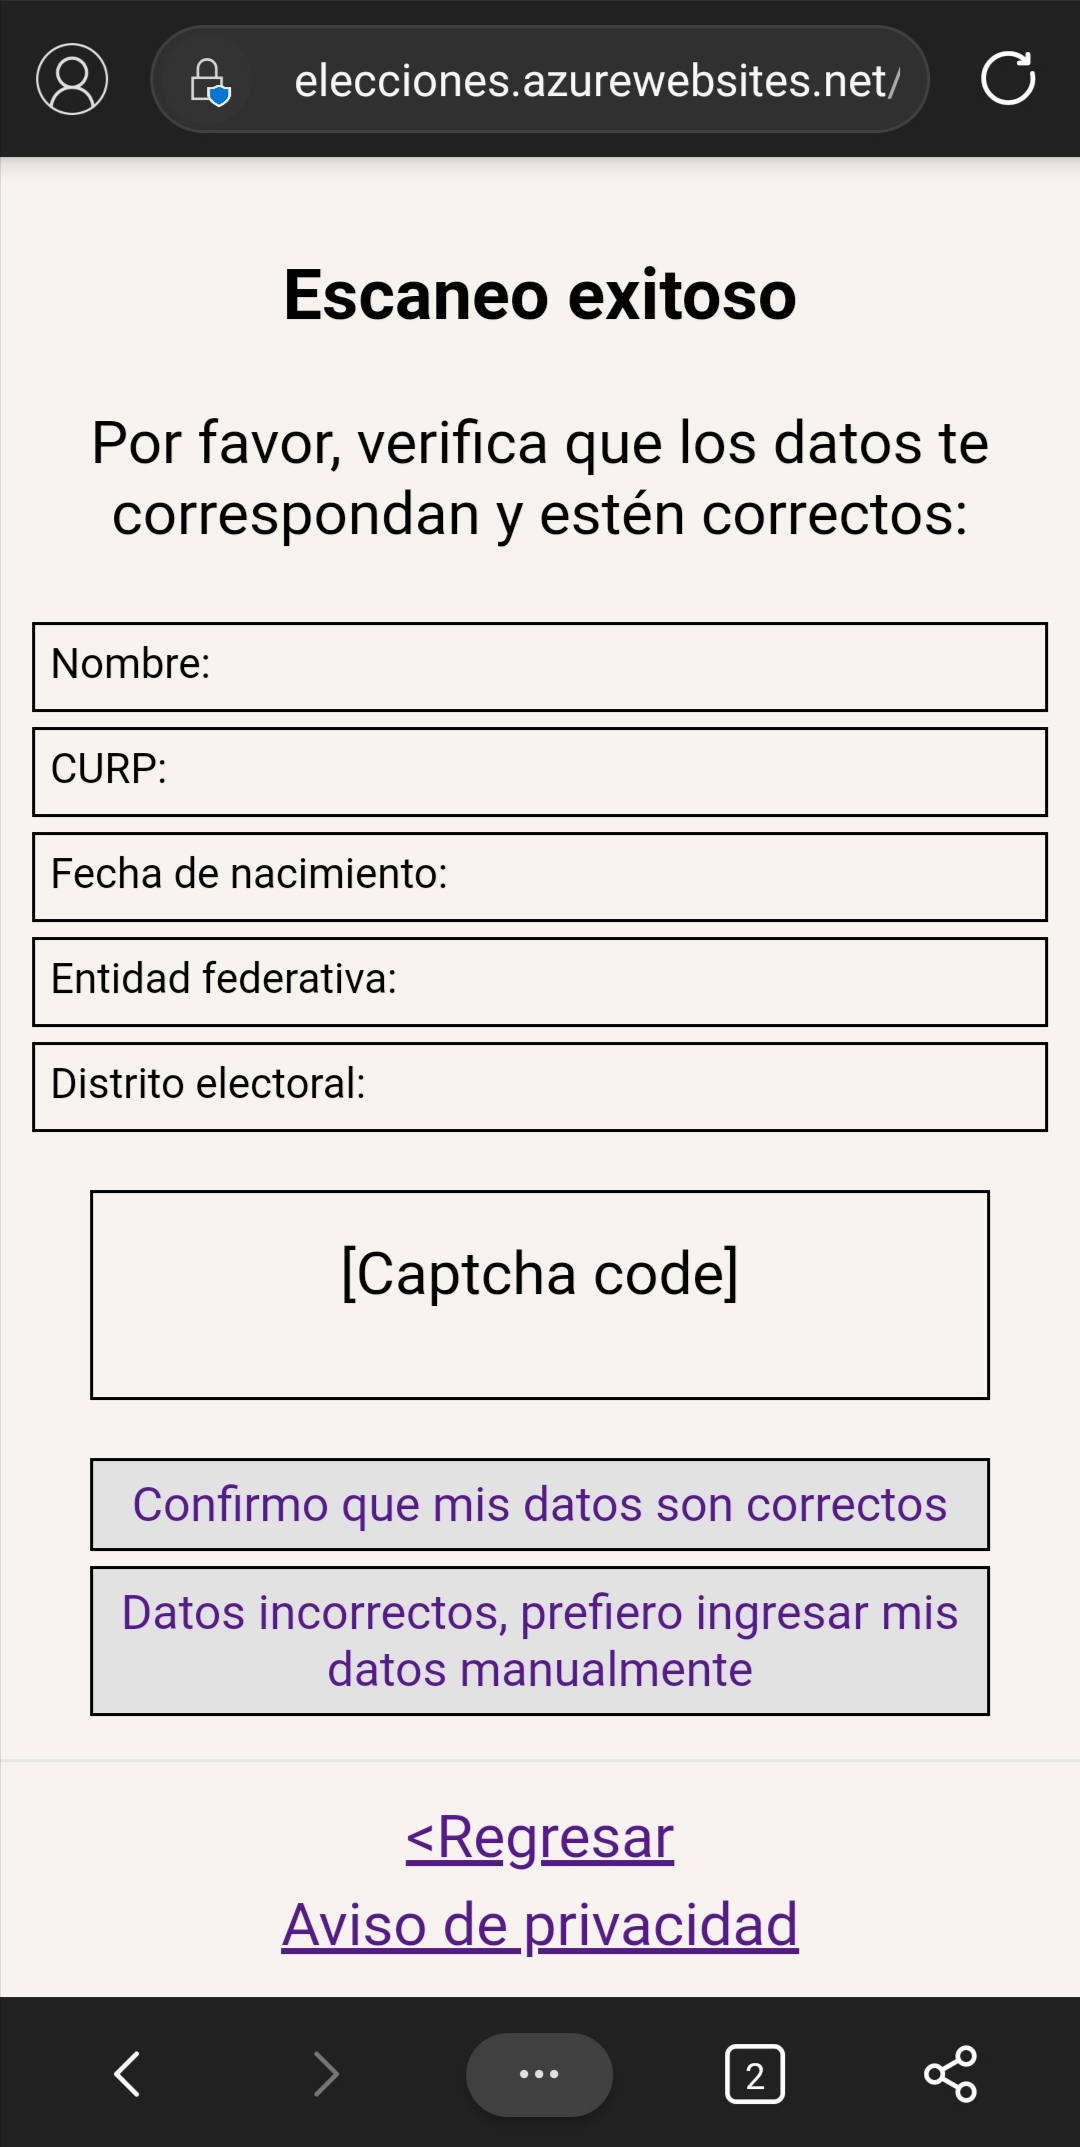 elecciones.azurewebsites.net/
Escaneo exitoso
Por favor, verifica que los datos te
correspondan y estén correctos:
Nombre:
CURP:
Fecha de nacimiento:
Entidad federativa:
Distrito electoral:
[Captcha code]
Confirmo que mis datos son correctos
Datos incorrectos, prefiero ingresar mis
datos manualmente
<Regresar
Aviso de privacidad
2